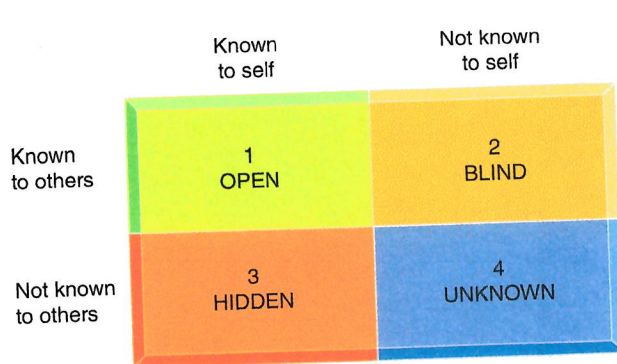 Known
to self
Not known
to self
Known
to others
1
OPEN
2
BLIND
Not known
to others
3
HIDDEN
4
UNKNOWN